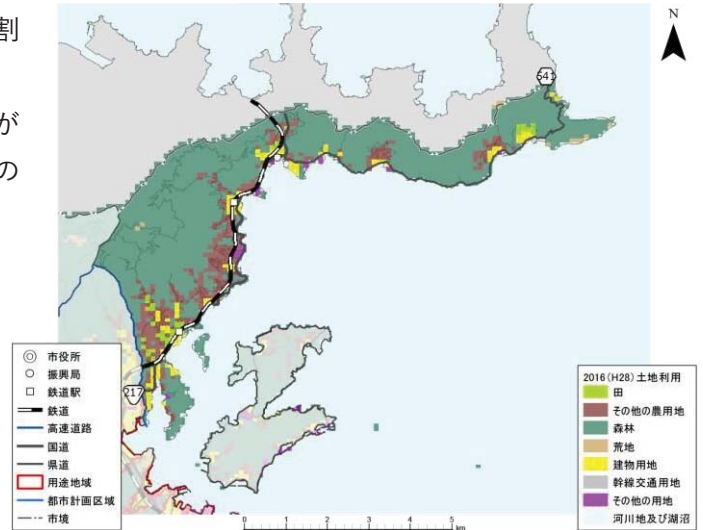 割
が
の
N
541
217
市役所
振興局
鉄道駅
鉄道
高速道路
国道
県道
用途地域
都市計画区域
市境
2016(H28)土地利用
田
その他の農用地
森林
荒地
建物用地
幹線交通用地
その他の用地
河川地及び湖沼
0 1 2 3 4 5
km